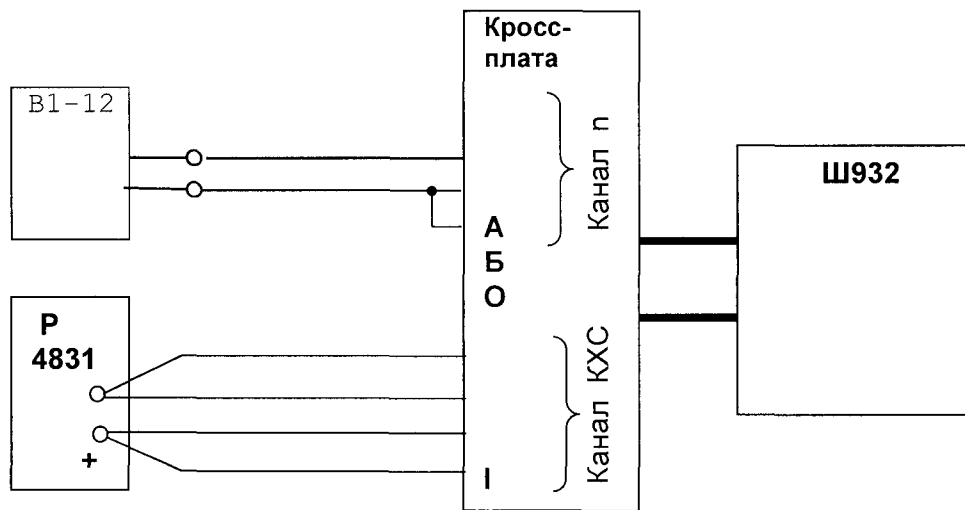 Кросс-
плата
В1-12
Канал n
Ш932
А
Б
О
Р
4831
+
Канал КХС
I